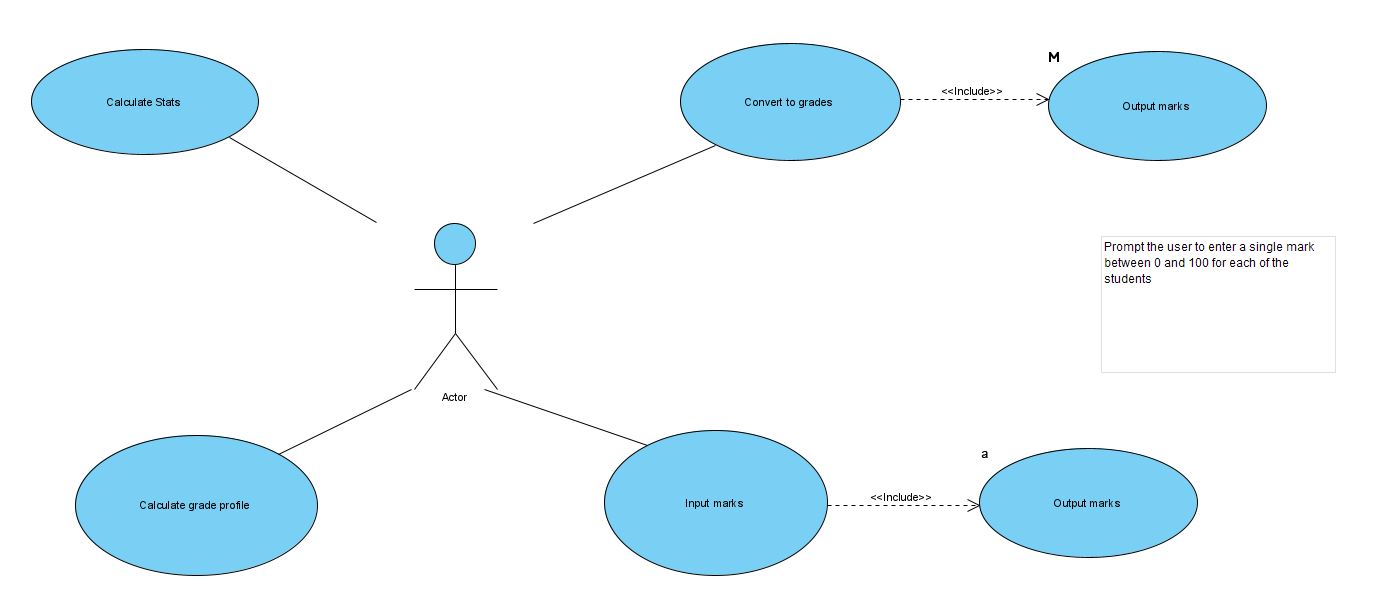 M
<<Include>>
Calculate Stats
Convert to grades
Output marks
Prompt the user to enter a single mark
between 0 and 100 for each of the
students
Actor
a
<<Include>>
Calculate grade profile
Input marks
Output marks